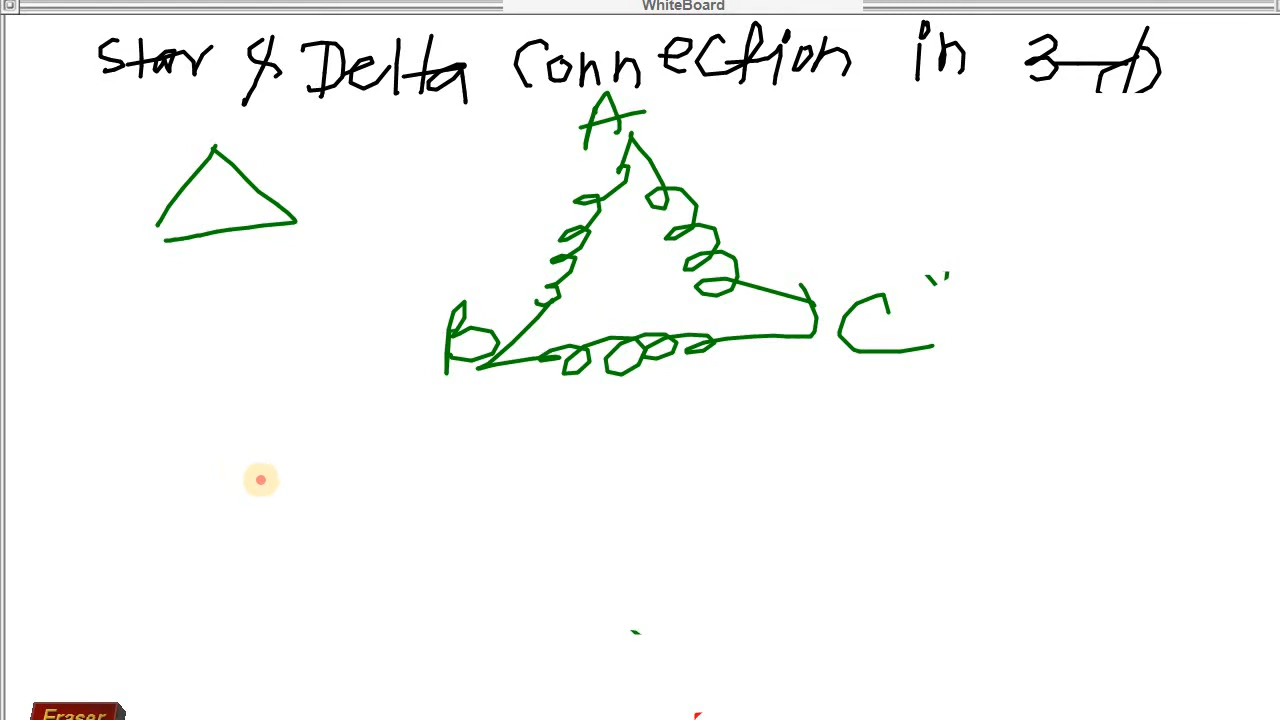 WhiteBoard
Star & Delta Connection in 3-φ
A
B
C
Eraser